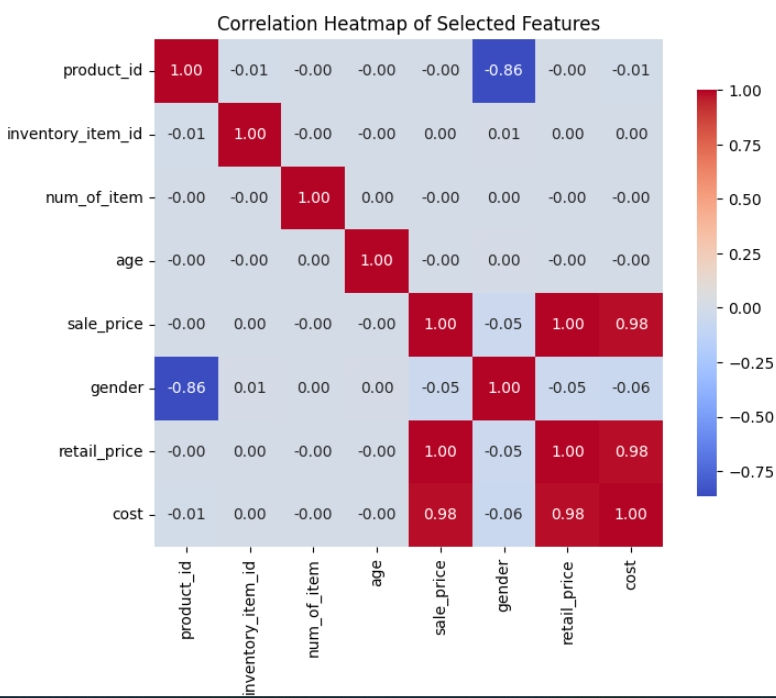 Correlation Heatmap of Selected Features
product_id 1.00 -0.01 -0.00 -0.00 -0.00 -0.86 -0.00 -0.01
inventory_item_id -0.01 1.00 -0.00 -0.00 0.00 0.01 0.00 0.00
num_of_item -0.00 -0.00 1.00 0.00 -0.00 0.00 -0.00 -0.00
age -0.00 -0.00 0.00 1.00 -0.00 0.00 -0.00 -0.00
sale_price -0.00 0.00 -0.00 -0.00 1.00 -0.05 1.00 0.98
gender -0.86 0.01 0.00 0.00 -0.05 1.00 -0.05 -0.06
retail_price -0.00 0.00 -0.00 -0.00 1.00 -0.05 1.00 0.98
cost -0.01 0.00 -0.00 -0.00 0.98 -0.06 0.98 1.00
product_id
inventory_item_id
num_of_item
age
sale_price
gender
retail_price
cost
1.00
0.75
0.50
0.25
0.00
−0.25
−0.50
−0.75